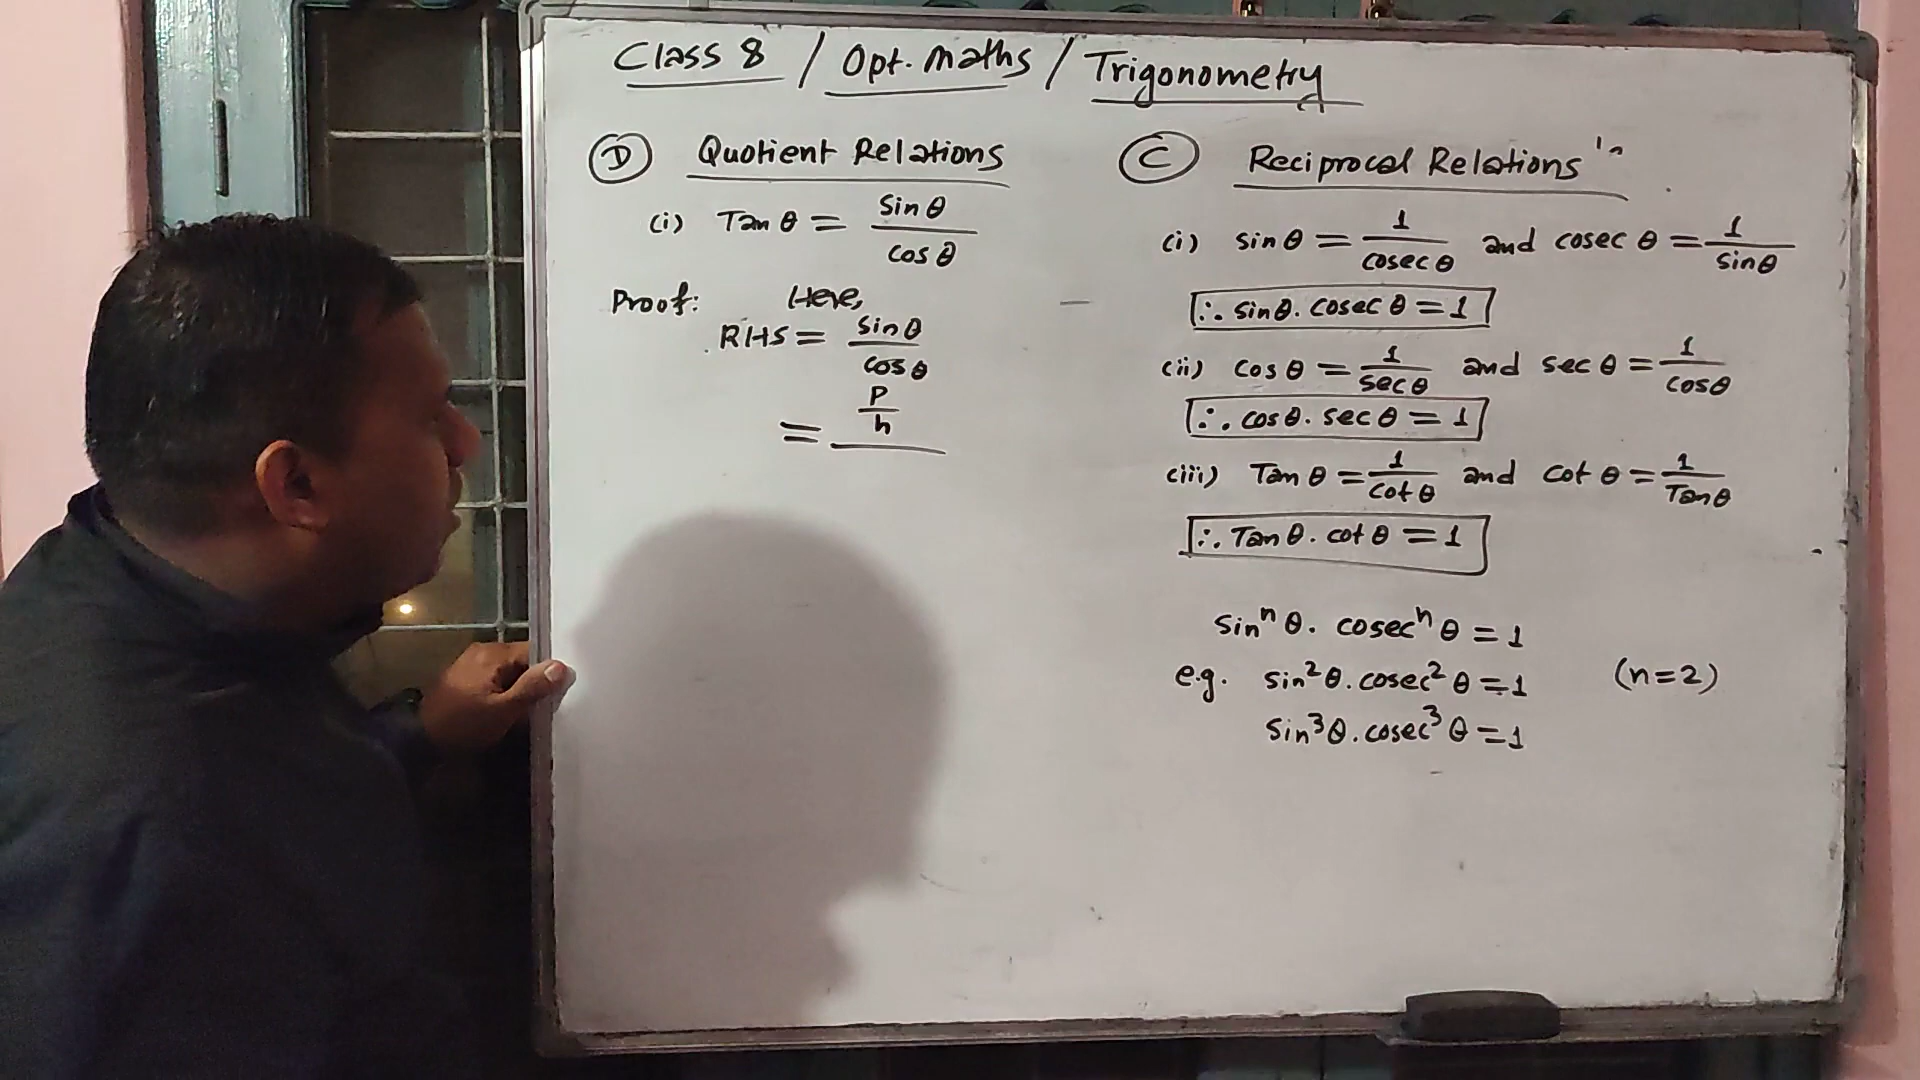 Class 8 / Opt. Maths / Trigonometry
D Quotient Relations
(i) Tan θ = Sin θ / cos θ
Proof: Here,
RHS = Sin θ / cos θ
= P/h
C Reciprocal Relations
(i) sin θ = 1/cosec θ and cosec θ = 1/sin θ
∴ sin θ. cosec θ = 1
(ii) cos θ = 1/sec θ and sec θ = 1/cos θ
∴ cos θ. sec θ = 1
(iii) Tan θ = 1/cot θ and cot θ = 1/Tan θ
∴ Tan θ. cot θ = 1
sinⁿ θ. cosecⁿ θ = 1
e.g. sin² θ. cosec² θ = 1 (n=2)
sin³ θ. cosec³ θ = 1